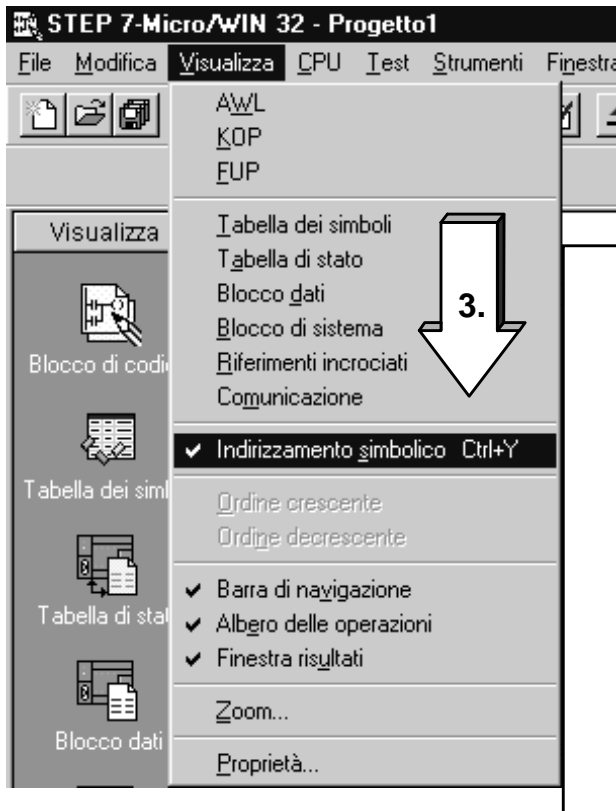 STEP 7-Micro/WIN 32 - Progetto1
File Modifica Visualizza CPU Test Strumenti Finestra
AWL
KOP
FUP
Visualizza
Tabella dei simboli
Tabella di stato
Blocco dati
Blocco di sistema
Riferimenti incrociati
Comunicazione
3.
Indirizzamento simbolico Ctrl+Y
Ordine crescente
Ordine decrescente
Barra di navigazione
Albero delle operazioni
Finestra risultati
Zoom...
Proprietà...
Blocco di codi
Tabella dei siml
Tabella di sta
Blocco dati